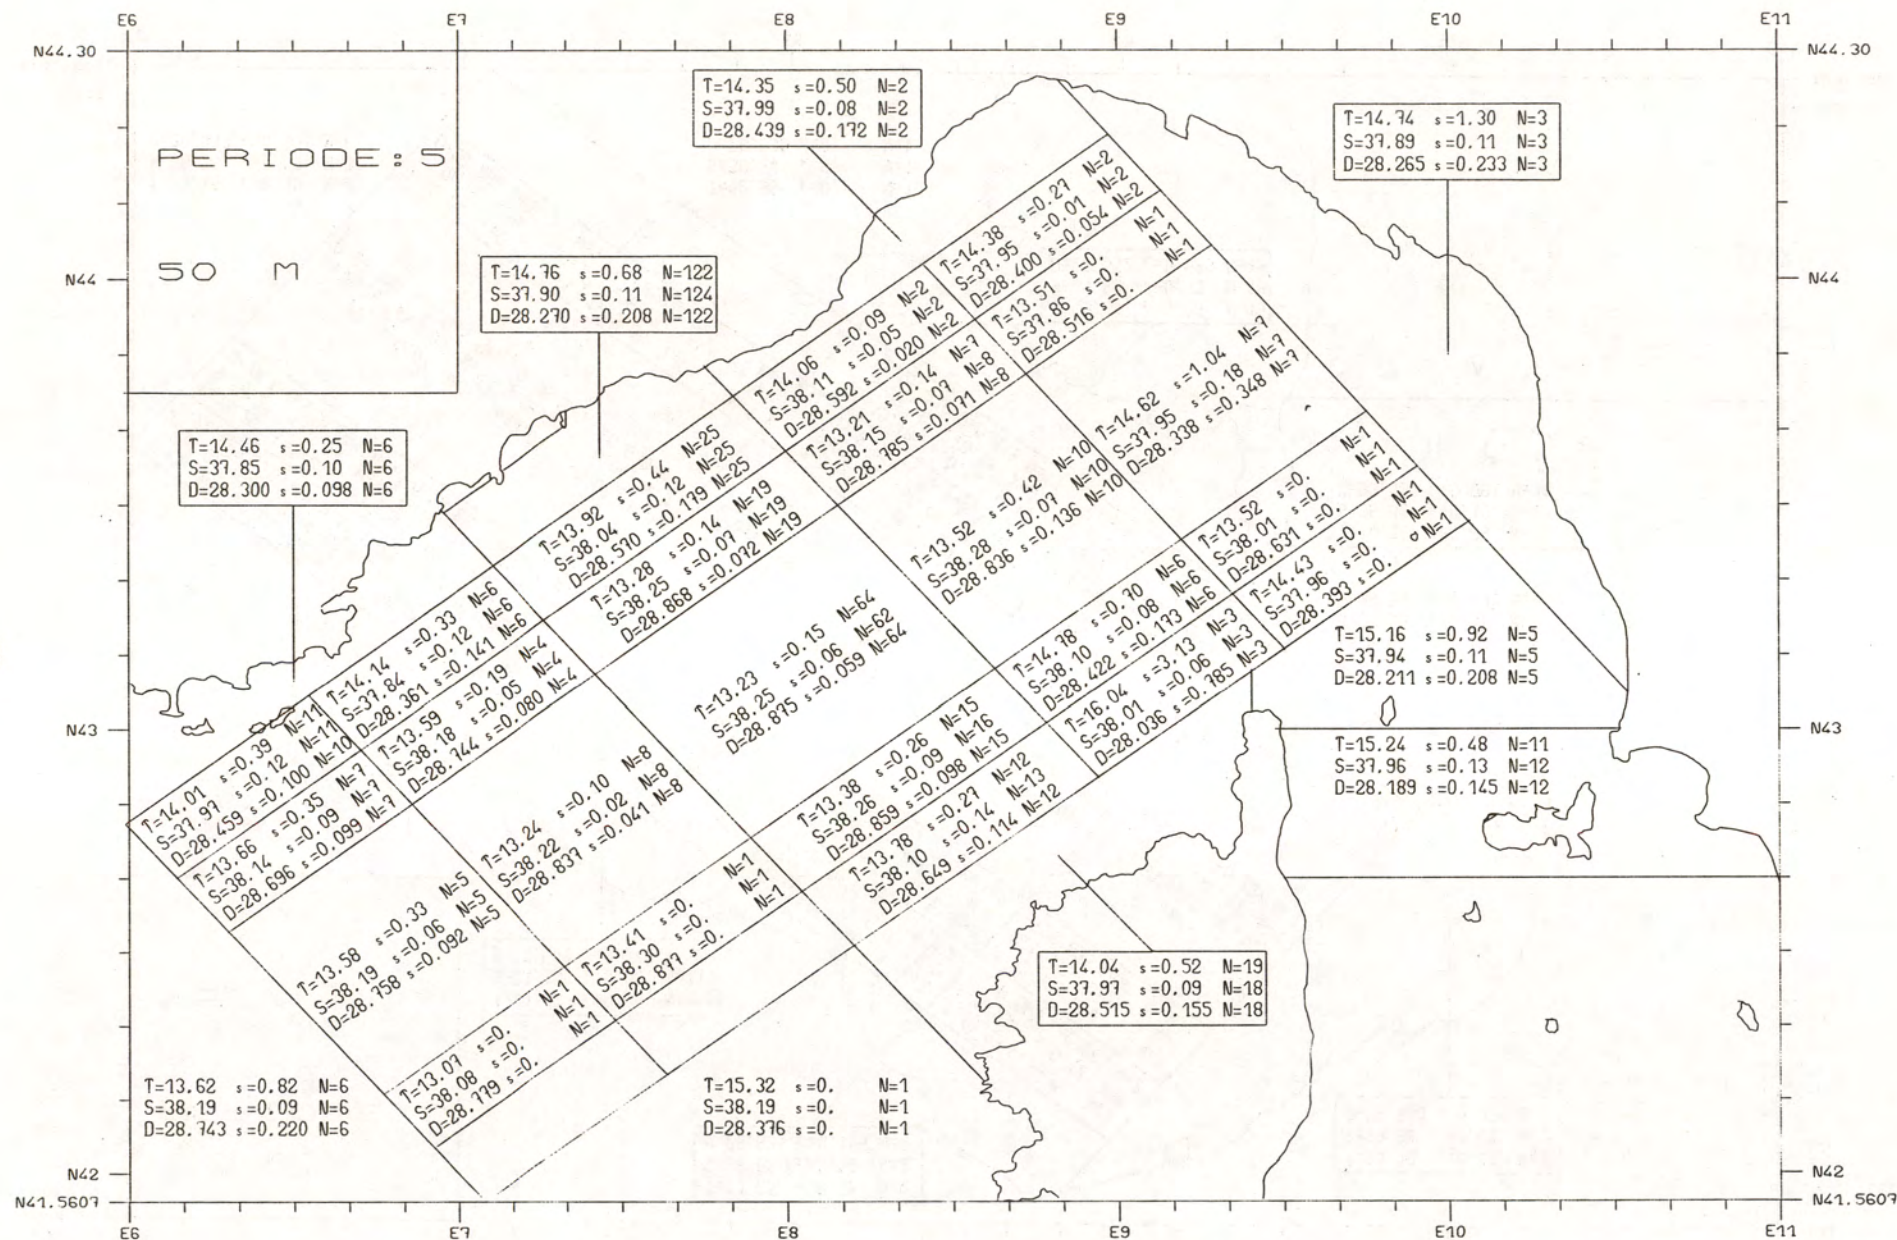 E6 E7 E8 E9 E10 E11
N44.30 N44.30
PERIODE:5
50 M
T=14.35 s=0.50 N=2
S=37.99 s=0.08 N=2
D=28.439 s=0.172 N=2
T=14.74 s=1.30 N=3
S=37.89 s=0.11 N=3
D=28.265 s=0.233 N=3
N44 N44
T=14.76 s=0.68 N=122
S=37.90 s=0.11 N=124
D=28.270 s=0.208 N=122
T=14.46 s=0.25 N=6
S=37.85 s=0.10 N=6
D=28.300 s=0.098 N=6
T=14.38 s=0.27 N=2
S=37.95 s=0.01 N=2
D=28.400 s=0.054 N=2
T=13.51 s=0. N=1
S=37.86 s=0. N=1
D=28.516 s=0. N=1
T=14.06 s=0.09 N=2
S=38.11 s=0.05 N=2
D=28.592 s=0.020 N=2
T=13.21 s=0.14 N=7
S=38.15 s=0.07 N=8
D=28.785 s=0.071 N=8
T=14.62 s=1.04 N=7
S=37.95 s=0.18 N=7
D=28.338 s=0.348 N=7
T=13.92 s=0.44 N=25
S=38.04 s=0.12 N=25
D=28.570 s=0.179 N=25
T=13.28 s=0.14 N=19
S=38.25 s=0.07 N=19
D=28.868 s=0.072 N=19
T=13.52 s=0.42 N=10
S=38.28 s=0.07 N=10
D=28.836 s=0.136 N=10
T=13.52 s=0. N=1
S=38.01 s=0. N=1
D=28.631 s=0. N=1
T=14.43 s=0. N=1
S=37.96 s=0. N=1
D=28.393 s=0. N=1
T=14.14 s=0.33 N=6
S=37.84 s=0.12 N=6
D=28.361 s=0.141 N=6
T=13.59 s=0.19 N=4
S=38.18 s=0.05 N=4
D=28.744 s=0.080 N=4
T=13.23 s=0.15 N=64
S=38.25 s=0.06 N=62
D=28.875 s=0.059 N=64
T=14.78 s=0.70 N=6
S=38.10 s=0.08 N=6
D=28.422 s=0.173 N=6
T=16.04 s=3.13 N=3
S=38.01 s=0.06 N=3
D=28.036 s=0.785 N=3
T=15.16 s=0.92 N=5
S=37.94 s=0.11 N=5
D=28.211 s=0.208 N=5
N43 N43
T=15.24 s=0.48 N=11
S=37.96 s=0.13 N=12
D=28.189 s=0.145 N=12
T=14.01 s=0.39 N=11
S=37.97 s=0.12 N=11
D=28.459 s=0.100 N=10
T=13.66 s=0.35 N=7
S=38.14 s=0.09 N=7
D=28.696 s=0.099 N=7
T=13.24 s=0.10 N=8
S=38.22 s=0.02 N=8
D=28.837 s=0.041 N=8
T=13.38 s=0.26 N=15
S=38.26 s=0.09 N=16
D=28.859 s=0.098 N=15
T=13.78 s=0.27 N=12
S=38.10 s=0.14 N=13
D=28.649 s=0.114 N=12
T=13.58 s=0.33 N=5
S=38.19 s=0.06 N=5
D=28.758 s=0.092 N=5
T=13.41 s=0. N=1
S=38.30 s=0. N=1
D=28.877 s=0. N=1
T=14.04 s=0.52 N=19
S=37.97 s=0.09 N=18
D=28.515 s=0.155 N=18
T=13.07 s=0. N=1
S=38.08 s=0. N=1
D=28.779 s=0. N=1
T=13.62 s=0.82 N=6
S=38.19 s=0.09 N=6
D=28.743 s=0.220 N=6
T=15.32 s=0. N=1
S=38.19 s=0. N=1
D=28.376 s=0. N=1
N42 N42
N41.5607 N41.5607
E6 E7 E8 E9 E10 E11